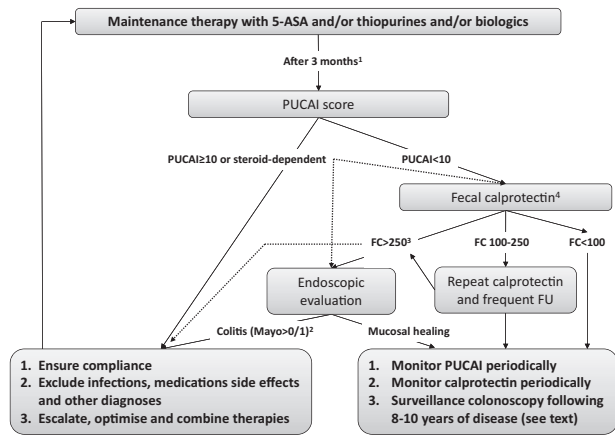 Maintenance therapy with 5-ASA and/or thiopurines and/or biologics
After 3 months1
PUCAI score
PUCAI≥10 or steroid-dependent
PUCAI<10
Fecal calprotectin4
FC>2503
FC 100-250
FC<100
Endoscopic
evaluation
Repeat calprotectin
and frequent FU
Colitis (Mayo>0/1)2
Mucosal healing
1. Ensure compliance
2. Exclude infections, medications side effects
and other diagnoses
3. Escalate, optimise and combine therapies
1. Monitor PUCAI periodically
2. Monitor calprotectin periodically
3. Surveillance colonoscopy following
8-10 years of disease (see text)